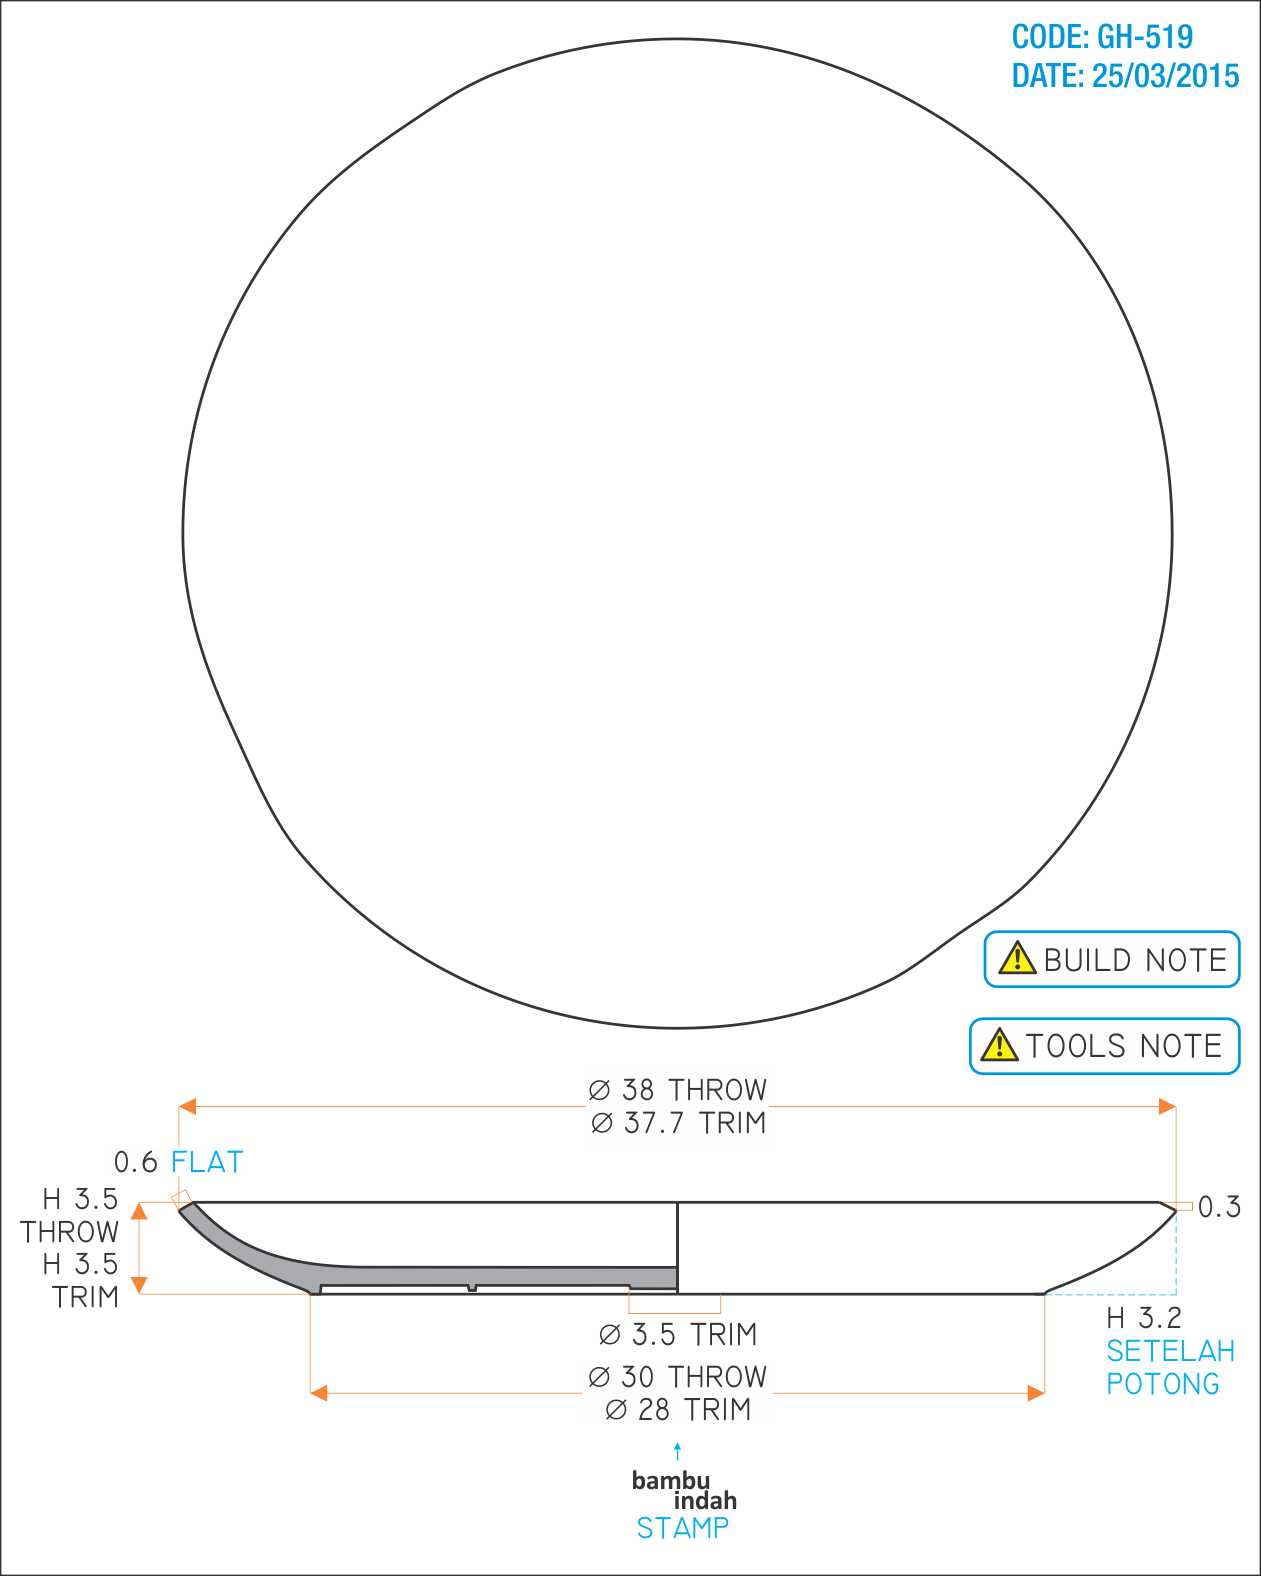 CODE: GH-519
DATE: 25/03/2015
BUILD NOTE
TOOLS NOTE
Ø 38 THROW
Ø 37.7 TRIM
0.6 FLAT
H 3.5
THROW
H 3.5
TRIM
0.3
H 3.2
SETELAH
POTONG
Ø 3.5 TRIM
Ø 30 THROW
Ø 28 TRIM
bambu
indah
STAMP